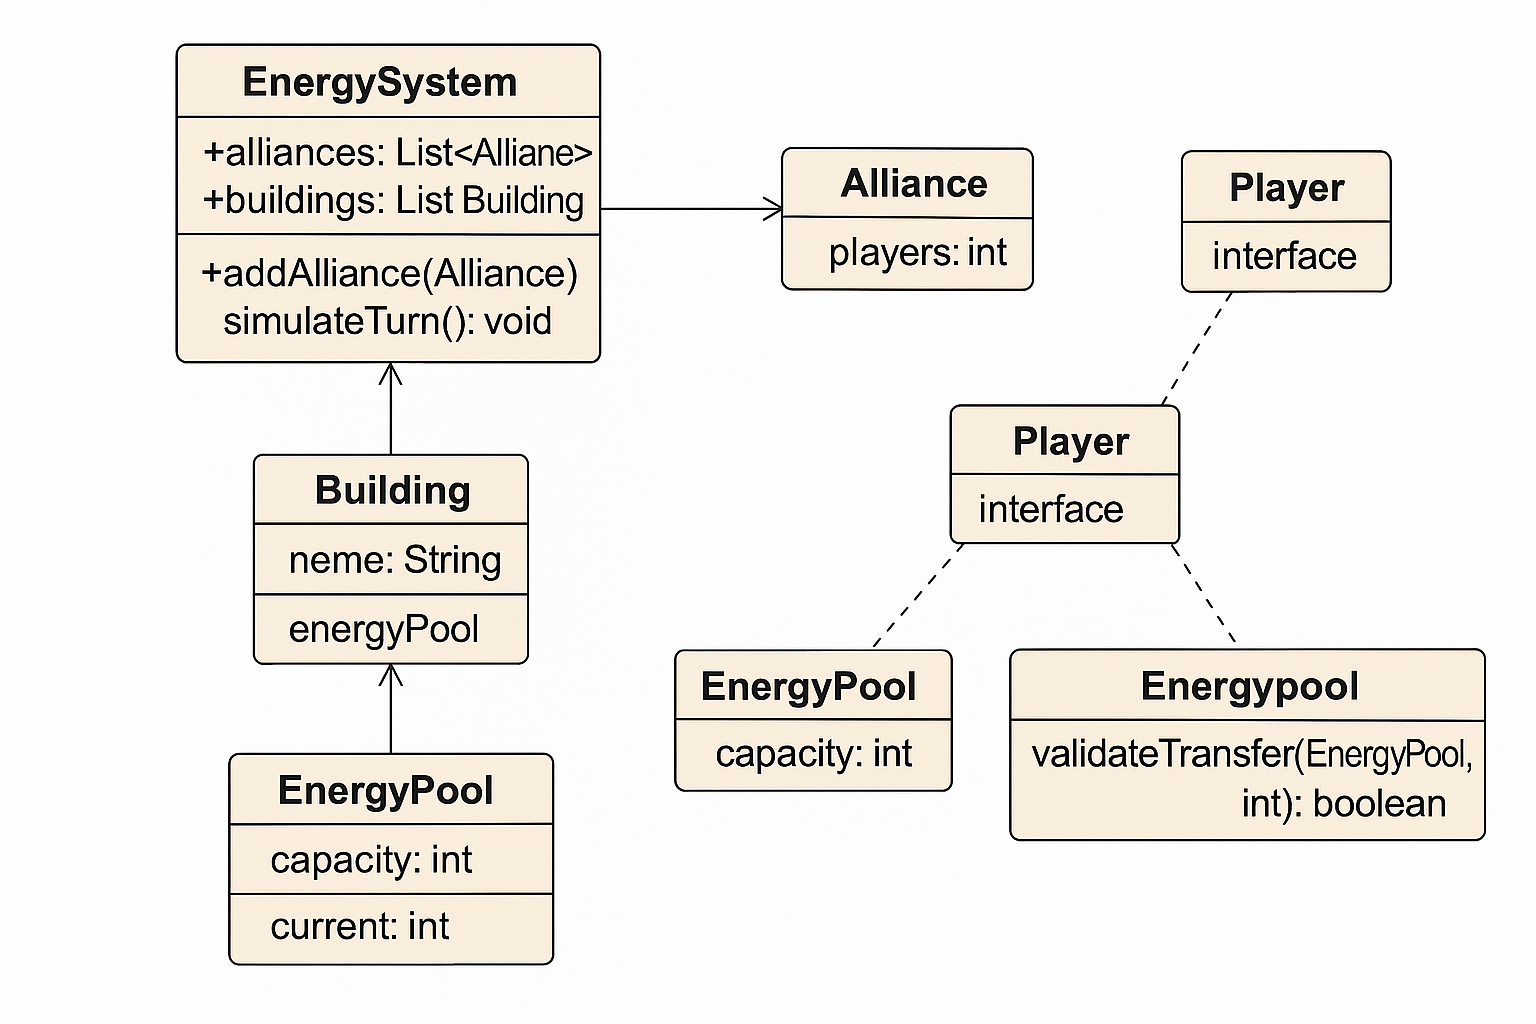 EnergySystem
+alliances: List<Alliane>
+buildings: List Building
+addAlliance(Alliance)
simulateTurn(): void
Alliance
players: int
Player
interface
Player
interface
Building
neme: String
energyPool
EnergyPool
capacity: int
current: int
EnergyPool
capacity: int
Energypool
validateTransfer(EnergyPool,
int): boolean